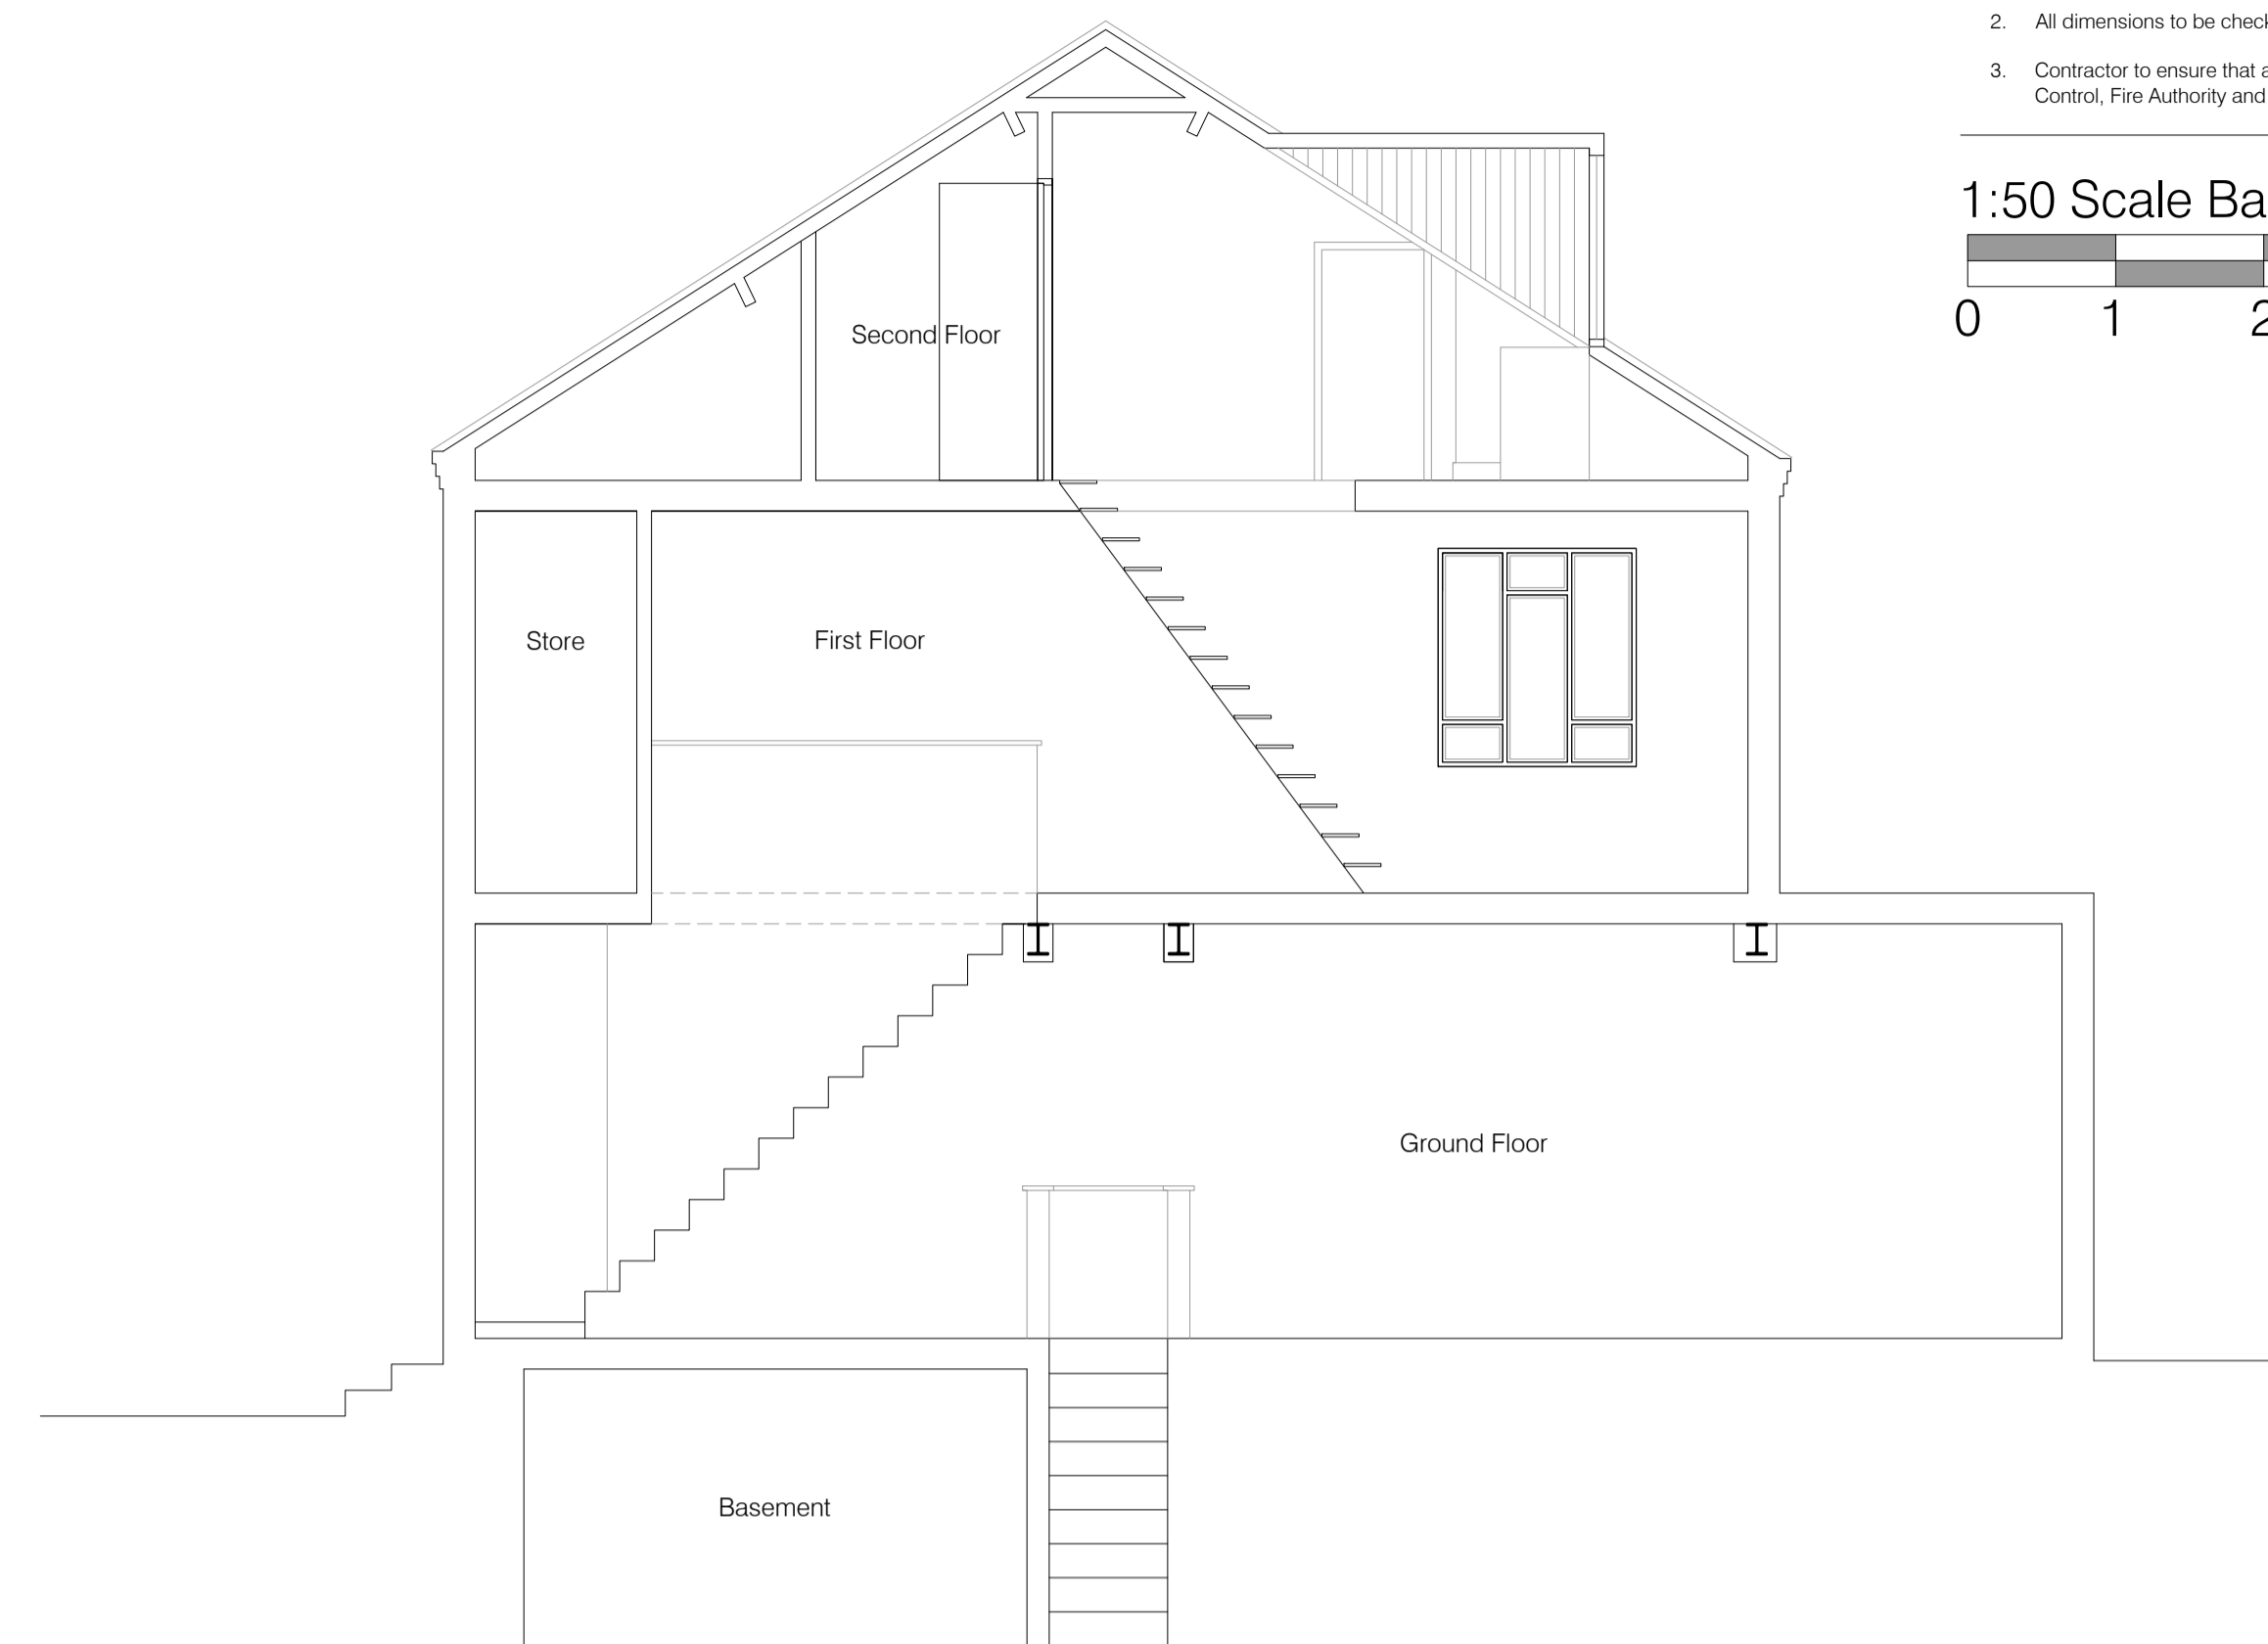 2. All dimensions to be check
3. Contractor to ensure that a
Control, Fire Authority and
1:50 Scale Ba
0 1 2
Second Floor
Store
First Floor
Ground Floor
Basement